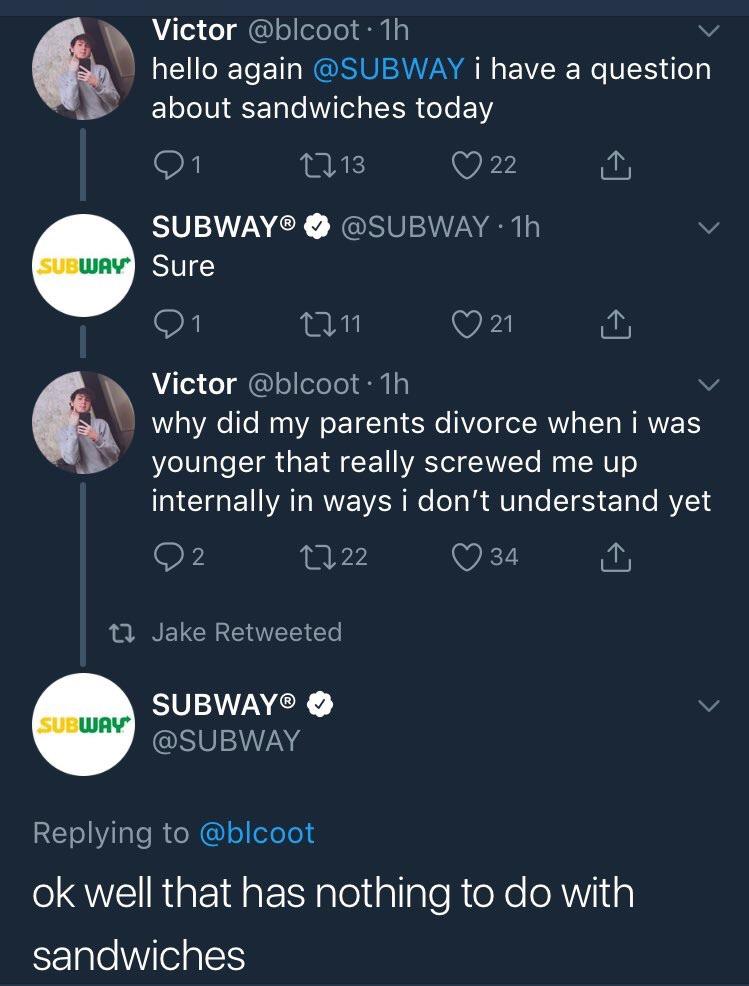 Victor @blcoot · 1h
hello again @SUBWAY i have a question
about sandwiches today
1 13 22
SUBWAY
SUBWAY® @SUBWAY · 1h
Sure
1 11 21
Victor @blcoot · 1h
why did my parents divorce when i was
younger that really screwed me up
internally in ways i don't understand yet
2 22 34
Jake Retweeted
SUBWAY
SUBWAY®
@SUBWAY
Replying to @blcoot
ok well that has nothing to do with
sandwiches